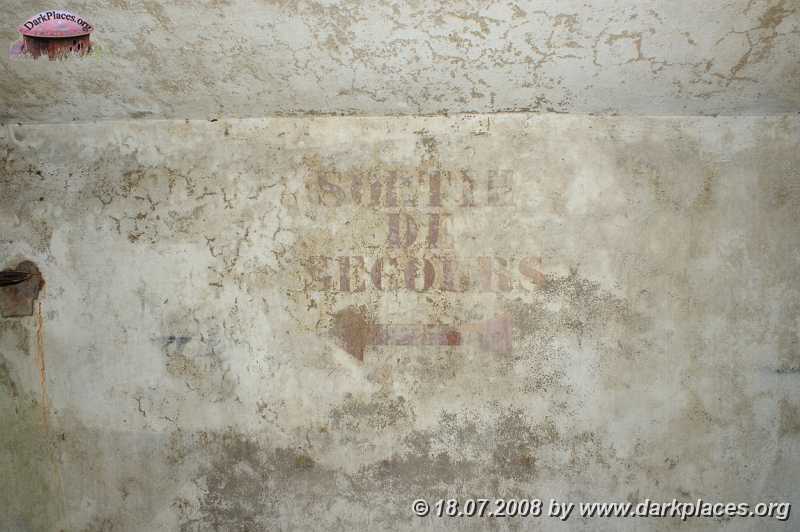 DarkPlaces.org
SORTIE
DE
SECOURS
© 18.07.2008 by www.darkplaces.org